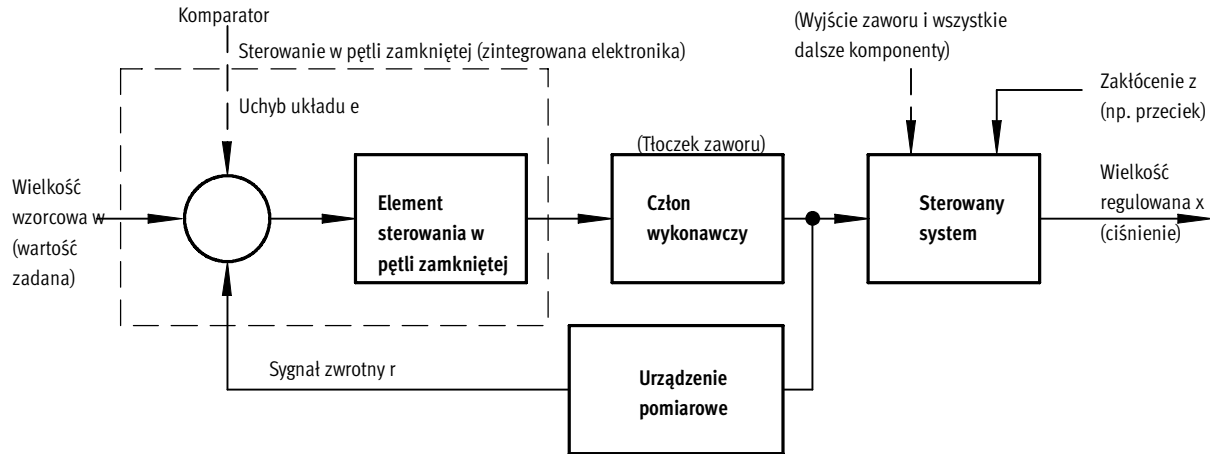 Komparator
Sterowanie w pętli zamkniętej (zintegrowana elektronika)
Uchyb układu e
(Wyjście zaworu i wszystkie
dalsze komponenty)
Zakłócenie z
(np. przeciek)
Wielkość
wzorcowa w
(wartość
zadana)
Element
sterowania w
pętli zamkniętej
(Tłoczek zaworu)
Człon
wykonawczy
Sterowany
system
Wielkość
regulowana x
(ciśnienie)
Sygnał zwrotny r
Urządzenie
pomiarowe